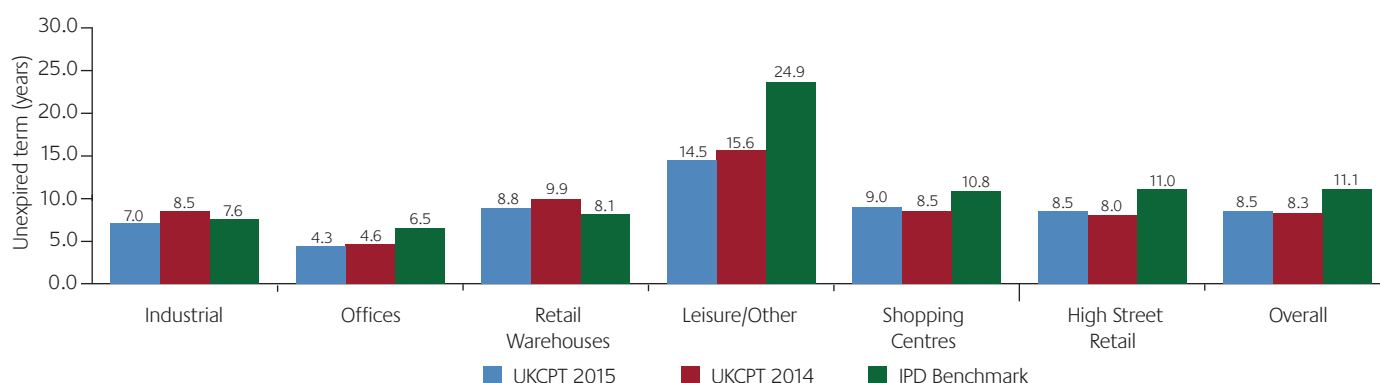 30.0
25.0
20.0
15.0
10.0
5.0
0.0
Unexpired term (years)
7.0 8.5 7.6
4.3 4.6 6.5
8.8 9.9 8.1
14.5 15.6 24.9
9.0 8.5 10.8
8.5 8.0 11.0
8.5 8.3 11.1
Industrial
Offices
Retail
Warehouses
Leisure/Other
Shopping
Centres
High Street
Retail
Overall
UKCPT 2015 UKCPT 2014 IPD Benchmark